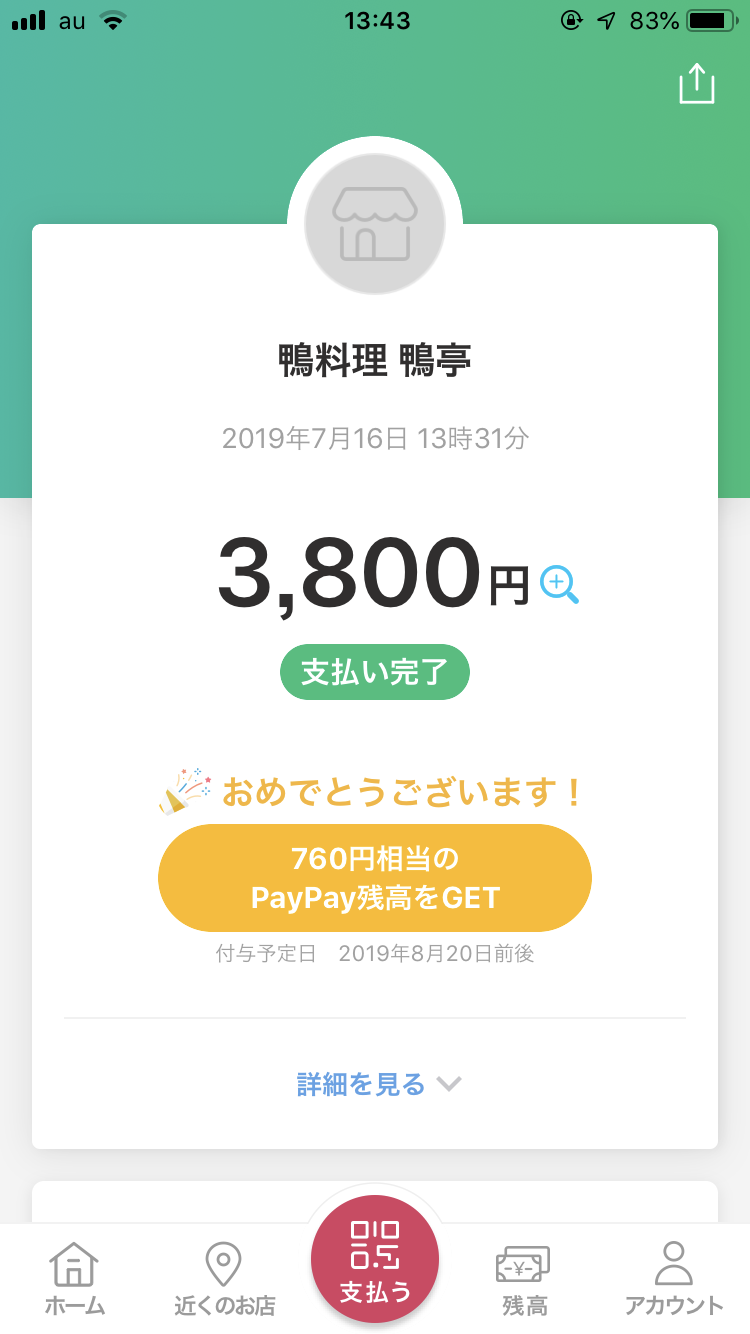 au 13:43 83%
鴨料理 鴨亭
2019年7月16日 13時31分
3,800円
支払い完了
おめでとうございます！
760円相当の
PayPay残高をGET
付与予定日　2019年8月20日前後
詳細を見る
ホーム 近くのお店 支払う 残高 アカウント